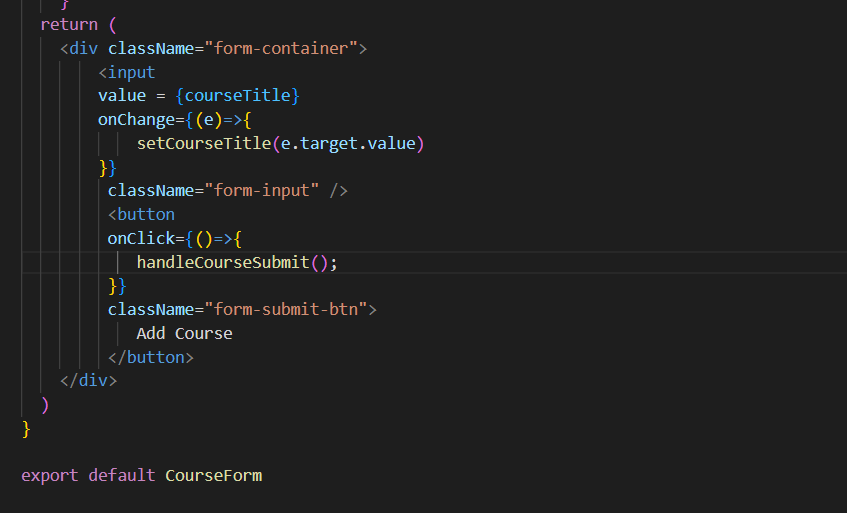 }
return (
<div className="form-container">
<input
value = {courseTitle}
onChange={(e)=>{
setCourseTitle(e.target.value)
}}
className="form-input" />
<button
onClick={()=>{
handleCourseSubmit();
}}
className="form-submit-btn">
Add Course
</button>
</div>
)
}
export default CourseForm